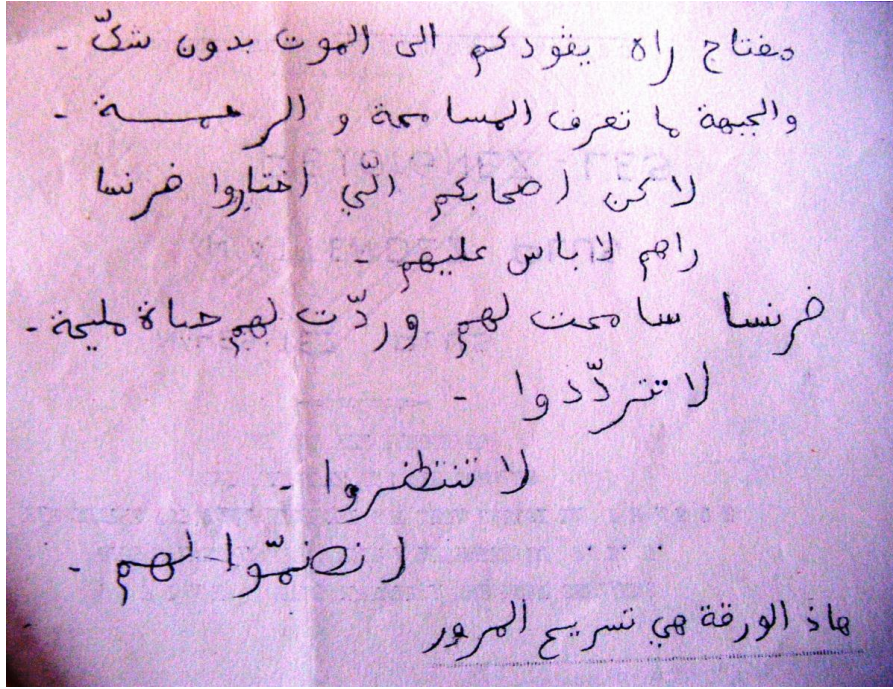 مفتاح راه يقودكم الى الموت بدون شكّ -
والجبهة ما تعرف المسامحة و الرحمـــة -
لاكن اصحابكم الّي اختاروا فرنسا
راهم لاباس عليهم -
فرنسا سامحت لهم وردّت لهم حياة مليحة -
لا تتردّدوا -
لا تنتظروا -
انضمّوا لهم -
هاذ الورقة هي تسريح المرور